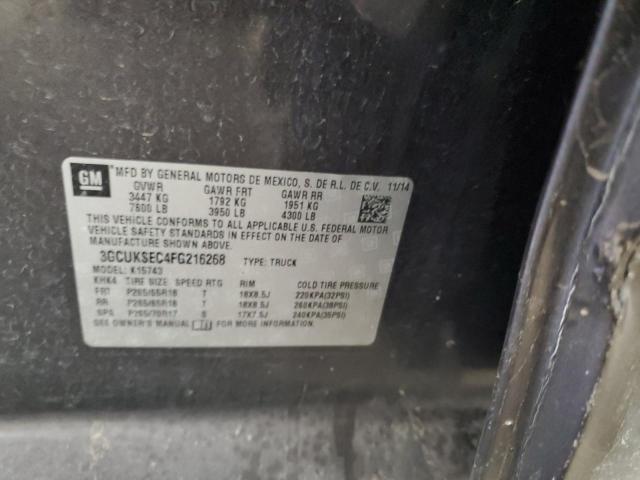 GM MFD BY GENERAL MOTORS DE MEXICO, S. DE R.L. DE C.V. 11/14
GVWR GAWR FRT GAWR RR
3447 KG 1792 KG 1951 KG
7600 LB 3950 LB 4300 LB
THIS VEHICLE CONFORMS TO ALL APPLICABLE U.S. FEDERAL MOTOR
VEHICLE SAFETY STANDARDS IN EFFECT ON THE DATE OF
MANUFACTURE SHOWN ABOVE.
3GCUKSEC4FG216268 TYPE: TRUCK
MODEL: K15743
KHK4 TIRE SIZE SPEED RTG RIM COLD TIRE PRESSURE
FRT P265/65R18 T 18X8.5J 220KPA(32PSI)
RR P265/65R18 T 18X8.5J 260KPA(38PSI)
SPA P265/70R17 S 17X7.5J 240KPA(35PSI)
SEE OWNER'S MANUAL FOR MORE INFORMATION.